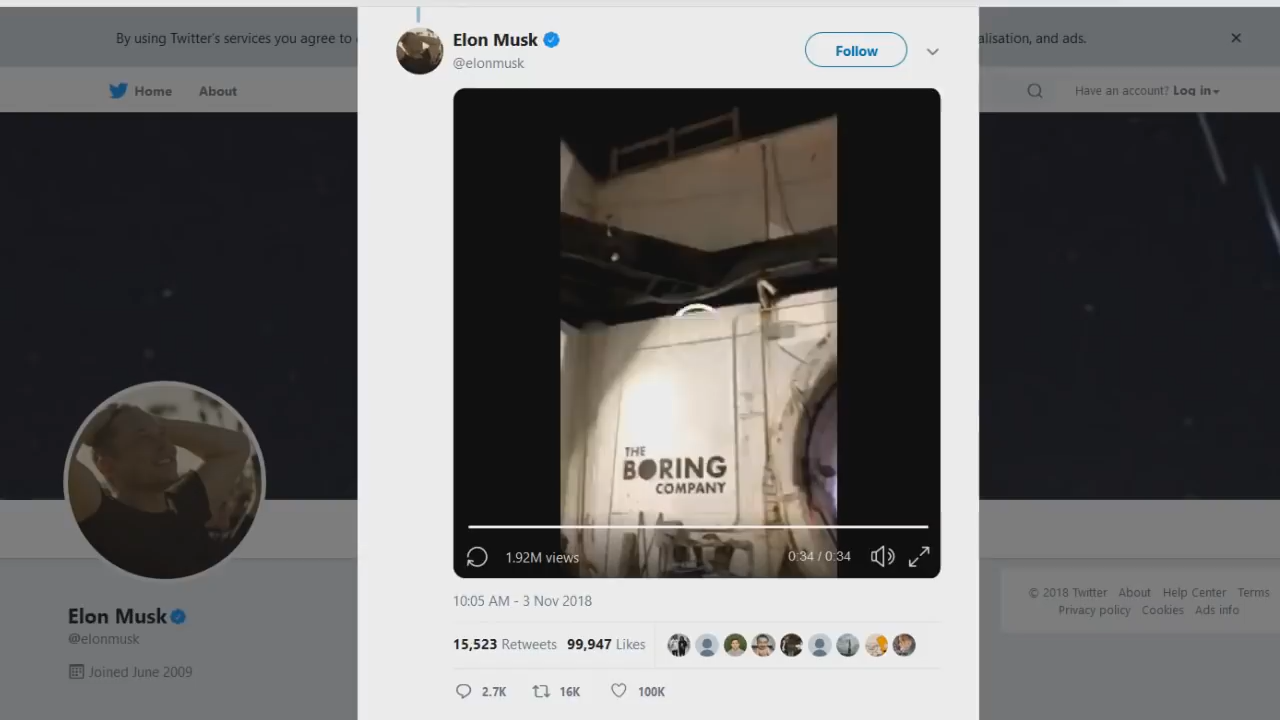 By using Twitter's services you agree to
alisation, and ads.
Home About
Have an account? Log in
Elon Musk
@elonmusk
Follow
THE
BORING
COMPANY
1.92M views
0:34 / 0:34
10:05 AM - 3 Nov 2018
15,523 Retweets 99,947 Likes
2.7K 16K 100K
Elon Musk
@elonmusk
Joined June 2009
© 2018 Twitter About Help Center Terms
Privacy policy Cookies Ads info